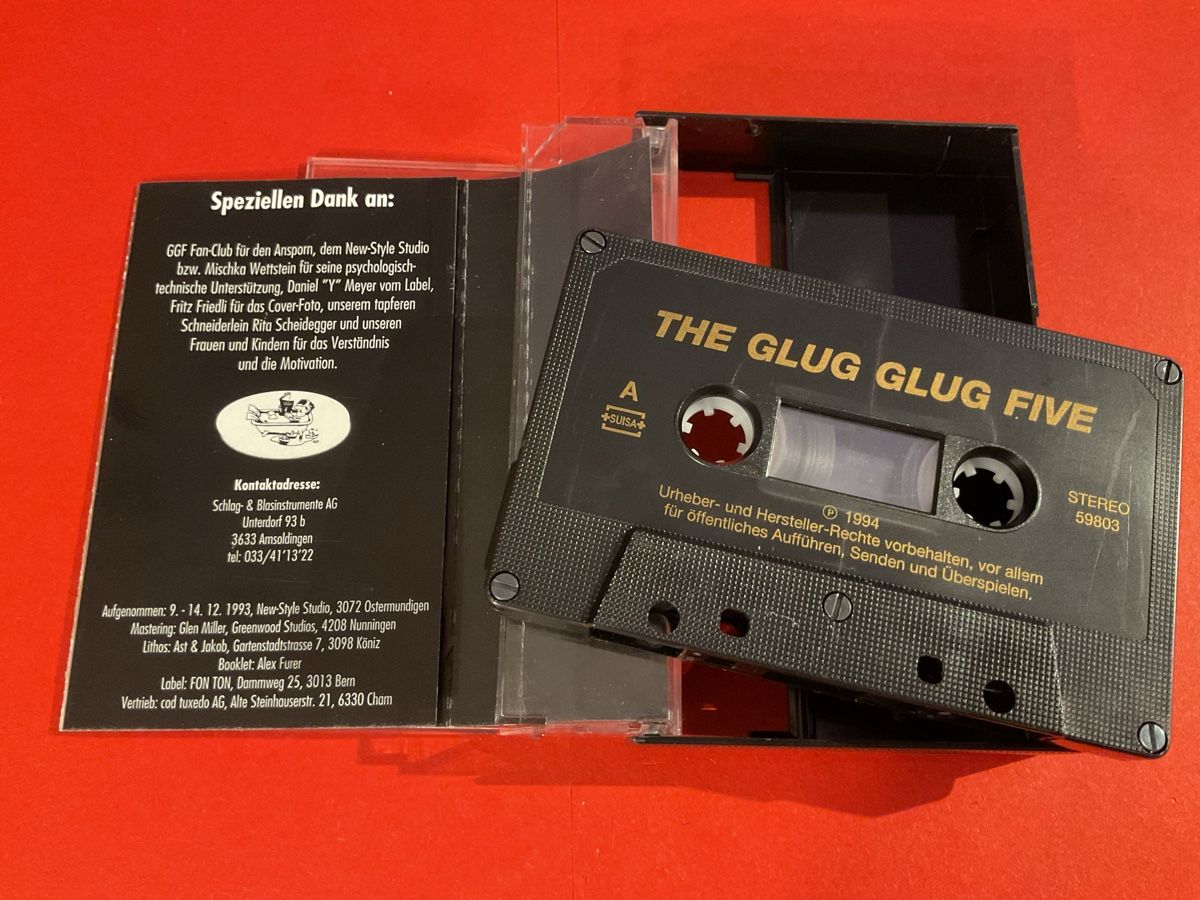 Speziellen Dank an:
GGF Fan-Club für den Ansporn, dem New-Style Studio
bzw. Mischka Wettstein für seine psychologisch-
technische Unterstützung, Daniel "Y" Meyer vom Label,
Fritz Friedli für das Cover-Foto, unserem tapferen
Schneiderlein Rita Scheidegger und unseren
Frauen und Kindern für das Verständnis
und die Motivation.
Kontaktadresse:
Schlag- & Blasinstrumente AG
Unterdorf 93 b
3633 Amsoldingen
tel: 033/41'13'22
Aufgenommen: 9. - 14. 12. 1993, New-Style Studio, 3072 Ostermundigen
Mastering: Glen Miller, Greenwood Studios, 4208 Nunningen
Lithos: Ast & Jakob, Gartenstadtstrasse 7, 3098 Köniz
Booklet: Alex Furer
Label: FON TON, Dammweg 25, 3013 Bern
Vertrieb: cod tuxedo AG, Alte Steinhauserstr. 21, 6330 Cham
THE GLUG GLUG FIVE
A
SUISA
STEREO
59803
℗ 1994
Urheber- und Hersteller-Rechte vorbehalten, vor allem
für öffentliches Aufführen, Senden und Überspielen.